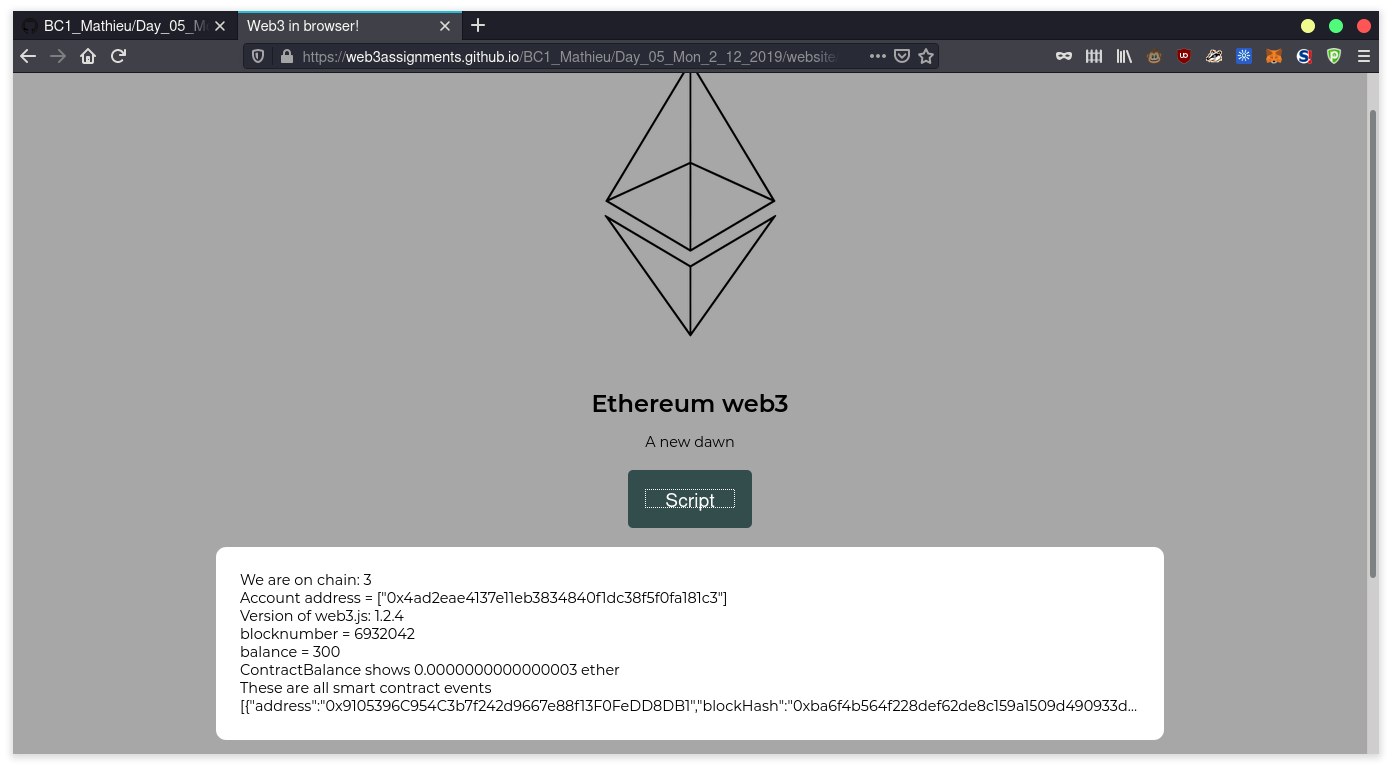 BC1_Mathieu/Day_05_M
Web3 in browser!
https://web3assignments.github.io/BC1_Mathieu/Day_05_Mon_2_12_2019/website
Ethereum web3
A new dawn
Script
We are on chain: 3
Account address = ["0x4ad2eae4137e11eb3834840f1dc38f5f0fa181c3"]
Version of web3.js: 1.2.4
blocknumber = 6932042
balance = 300
ContractBalance shows 0.0000000000000003 ether
These are all smart contract events
[{"address":"0x9105396C954C3b7f242d9667e88f13F0FeDD8DB1","blockHash":"0xba6f4b564f228def62de8c159a1509d490933d...